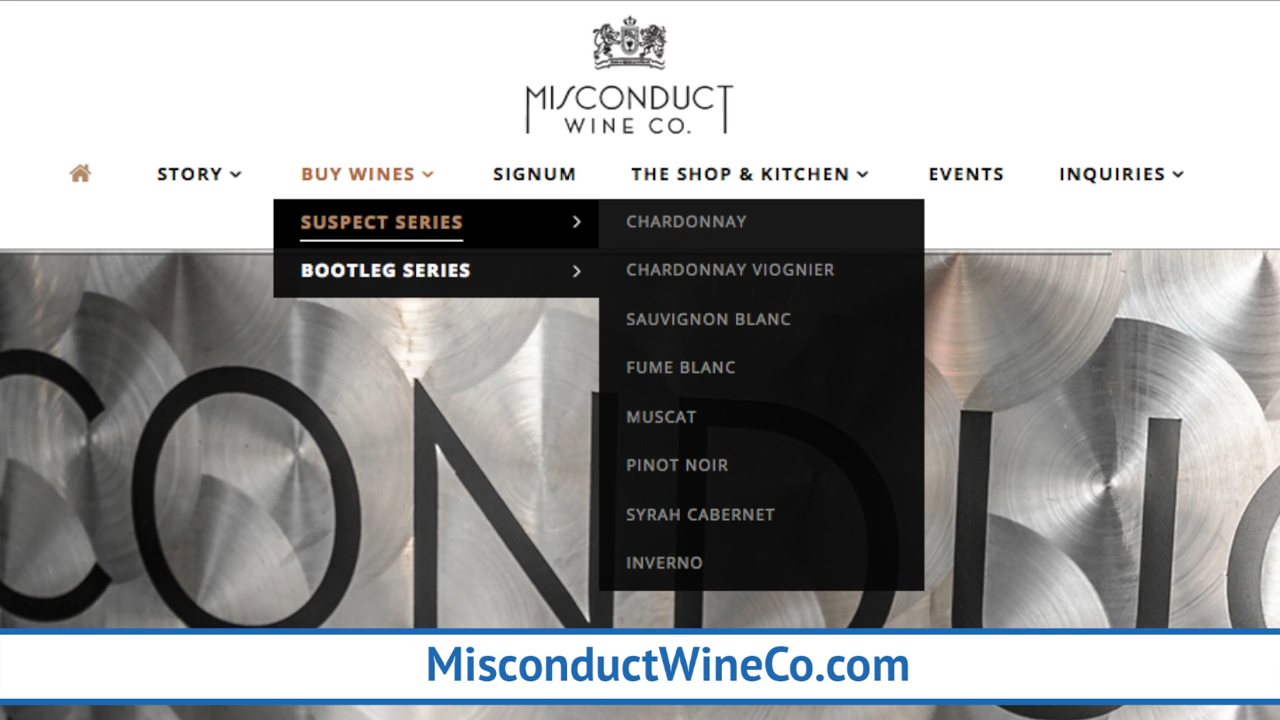 MISCONDUCT
WINE CO.
STORY
BUY WINES
SIGNUM
THE SHOP & KITCHEN
EVENTS
INQUIRIES
SUSPECT SERIES
BOOTLEG SERIES
CHARDONNAY
CHARDONNAY VIOGNIER
SAUVIGNON BLANC
FUME BLANC
MUSCAT
PINOT NOIR
SYRAH CABERNET
INVERNO
CONDUC
MisconductWineCo.com